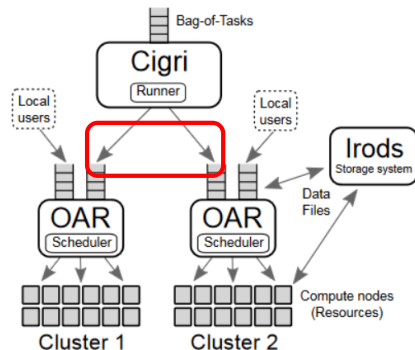 Bag-of-Tasks
Cigri
Runner
Local
users
Local
users
Irods
Storage system
OAR
Scheduler
OAR
Scheduler
Data
Files
Compute nodes
(Resources)
Cluster 1
Cluster 2